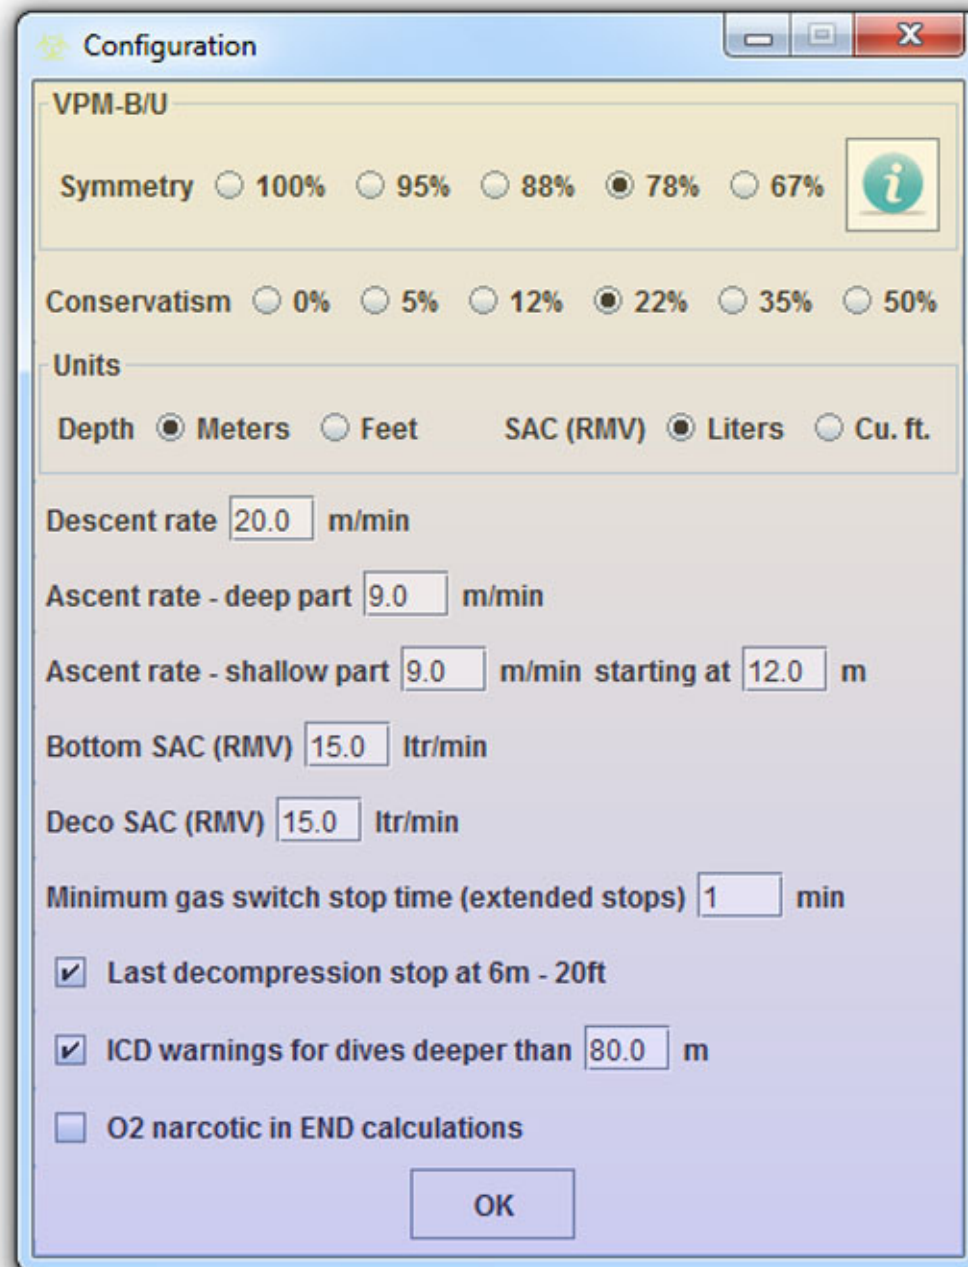 Configuration
VPM-B/U
Symmetry 100% 95% 88% 78% 67% i
Conservatism 0% 5% 12% 22% 35% 50%
Units
Depth Meters Feet SAC (RMV) Liters Cu. ft.
Descent rate 20.0 m/min
Ascent rate - deep part 9.0 m/min
Ascent rate - shallow part 9.0 m/min starting at 12.0 m
Bottom SAC (RMV) 15.0 ltr/min
Deco SAC (RMV) 15.0 ltr/min
Minimum gas switch stop time (extended stops) 1 min
Last decompression stop at 6m - 20ft
ICD warnings for dives deeper than 80.0 m
O2 narcotic in END calculations
OK